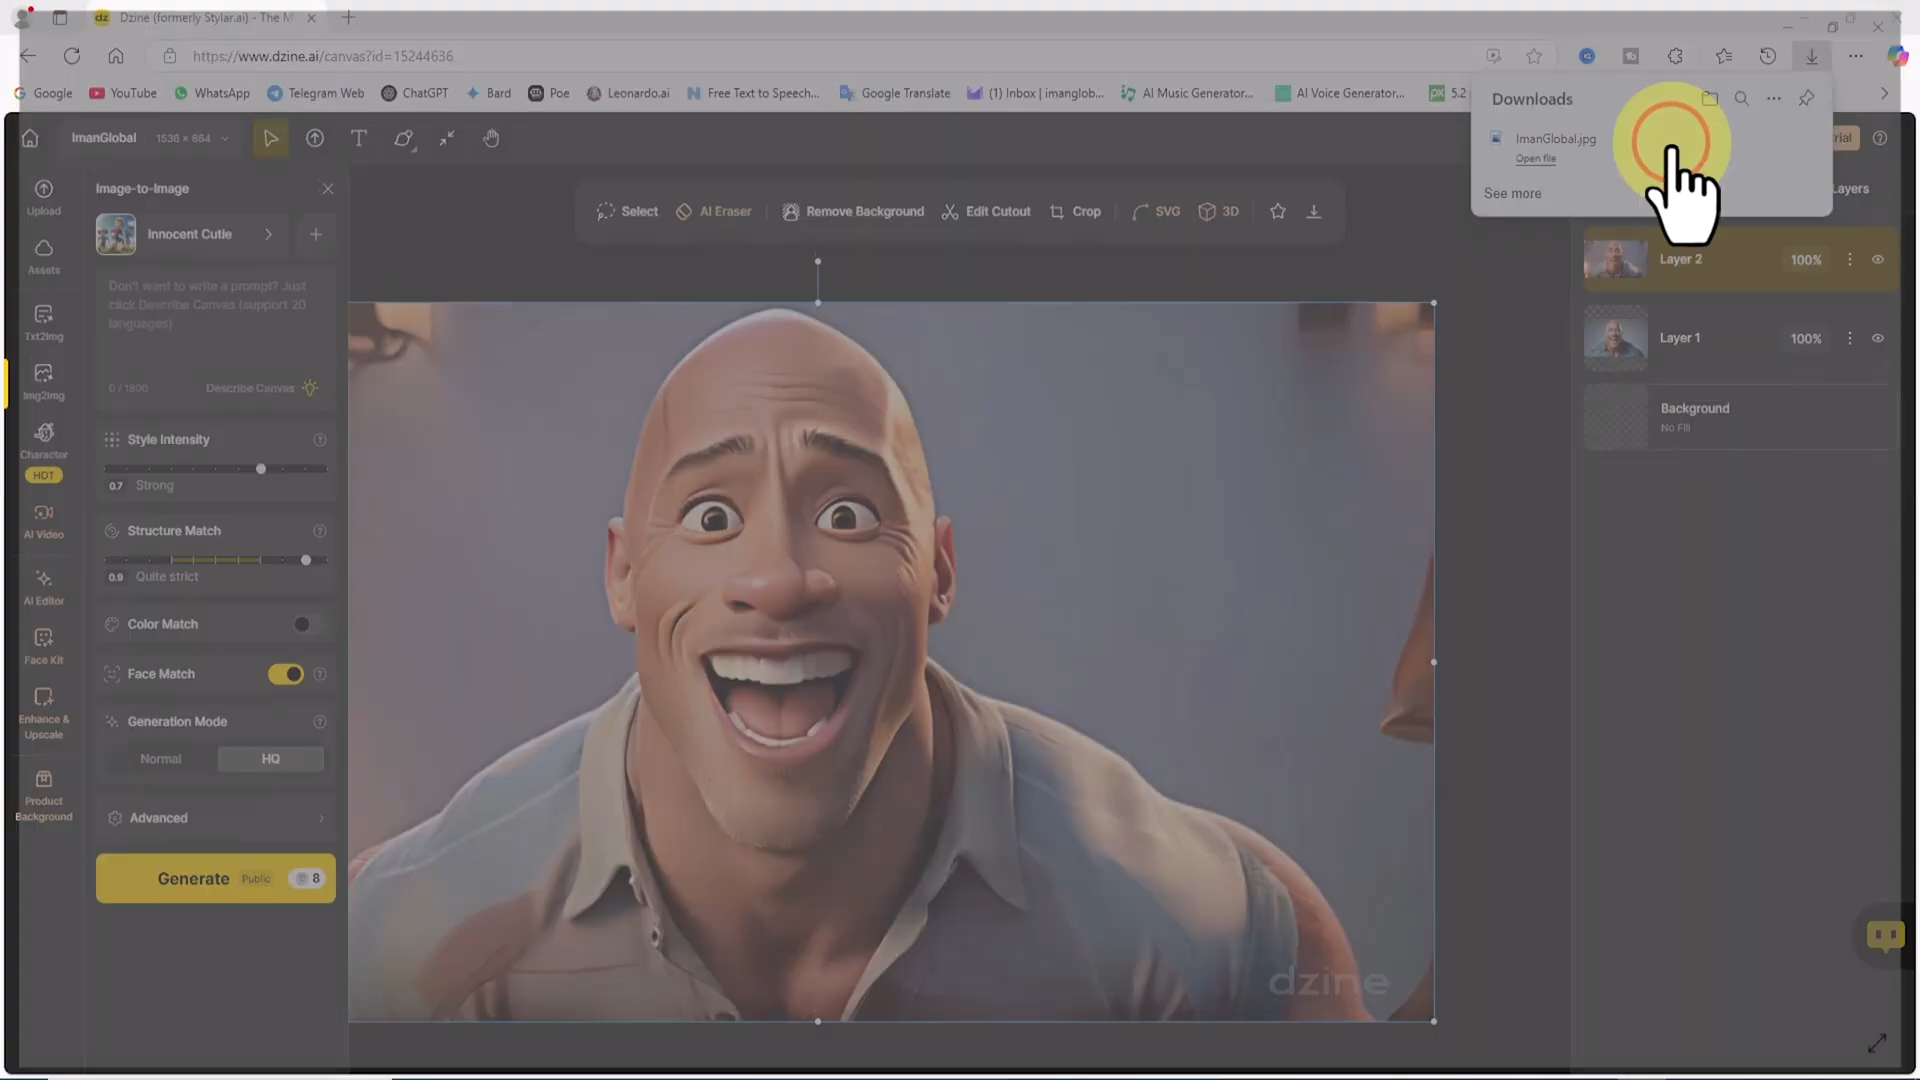 Dzine (formerly Stylar.ai) - The M
https://www.dzine.ai/canvas?id=15244636
Google
YouTube
WhatsApp
Telegram Web
ChatGPT
Bard
Poe
Leonardo.ai
Free Text to Speech...
Google Translate
(1) Inbox | imanglob...
AI Music Generator...
AI Voice Generator...
5.2
Downloads
ImanGlobal.jpg
Open file
See more
ImanGlobal
1536 × 864
Upload
Assets
Txt2Img
Img2Img
Character
HOT
AI Video
AI Editor
Face Kit
Enhance &
Upscale
Product
Background
Image-to-Image
Innocent Cutie
Don't want to write a prompt? Just
click Describe Canvas (support 20
languages)
0 / 1800
Describe Canvas
Style Intensity
0.7 Strong
Structure Match
0.9 Quite strict
Color Match
Face Match
Generation Mode
Normal
HQ
Advanced
Generate Public 8
Select
AI Eraser
Remove Background
Edit Cutout
Crop
SVG
3D
Layers
Layer 2 100%
Layer 1 100%
Background
No Fill
dzine